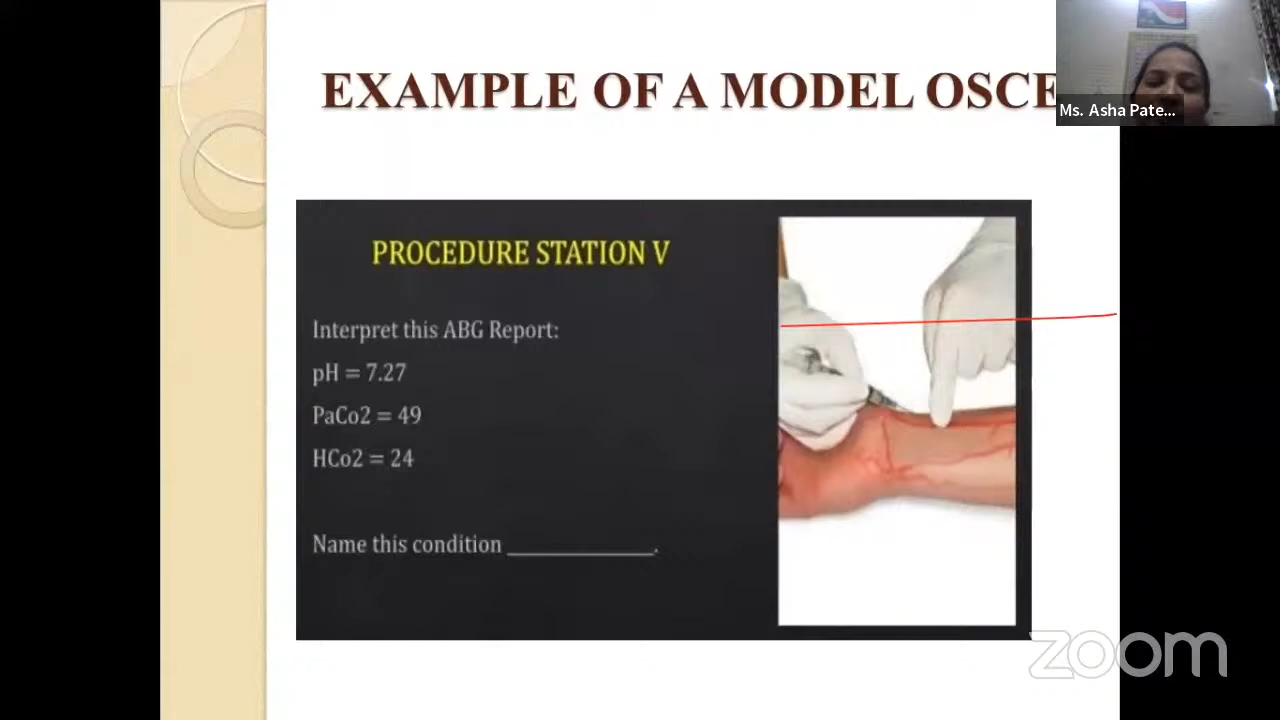 EXAMPLE OF A MODEL OSCE
Ms. Asha Pate...
PROCEDURE STATION V
Interpret this ABG Report:
pH = 7.27
PaCo2 = 49
HCo2 = 24
Name this condition ______________.
zoom